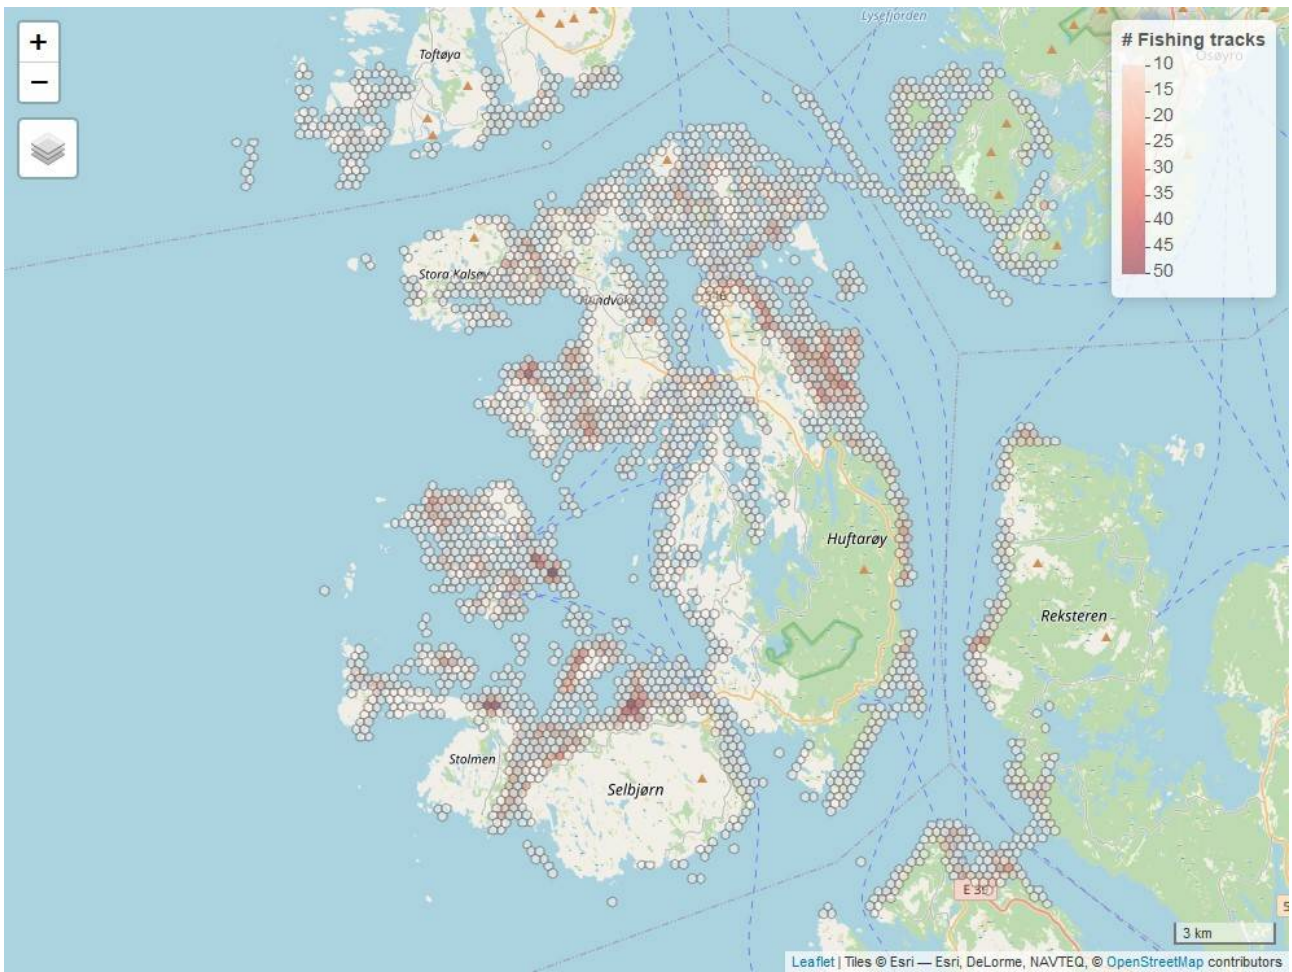 +
−
Toftøya
Lysefjorden
# Fishing tracks
Osøyro
10
15
20
25
30
35
40
45
50
Stora Kalsøy
Huftarøy
Reksteren
Stolmen
Selbjørn
3 km
Leaflet | Tiles © Esri — Esri, DeLorme, NAVTEQ, © OpenStreetMap contributors